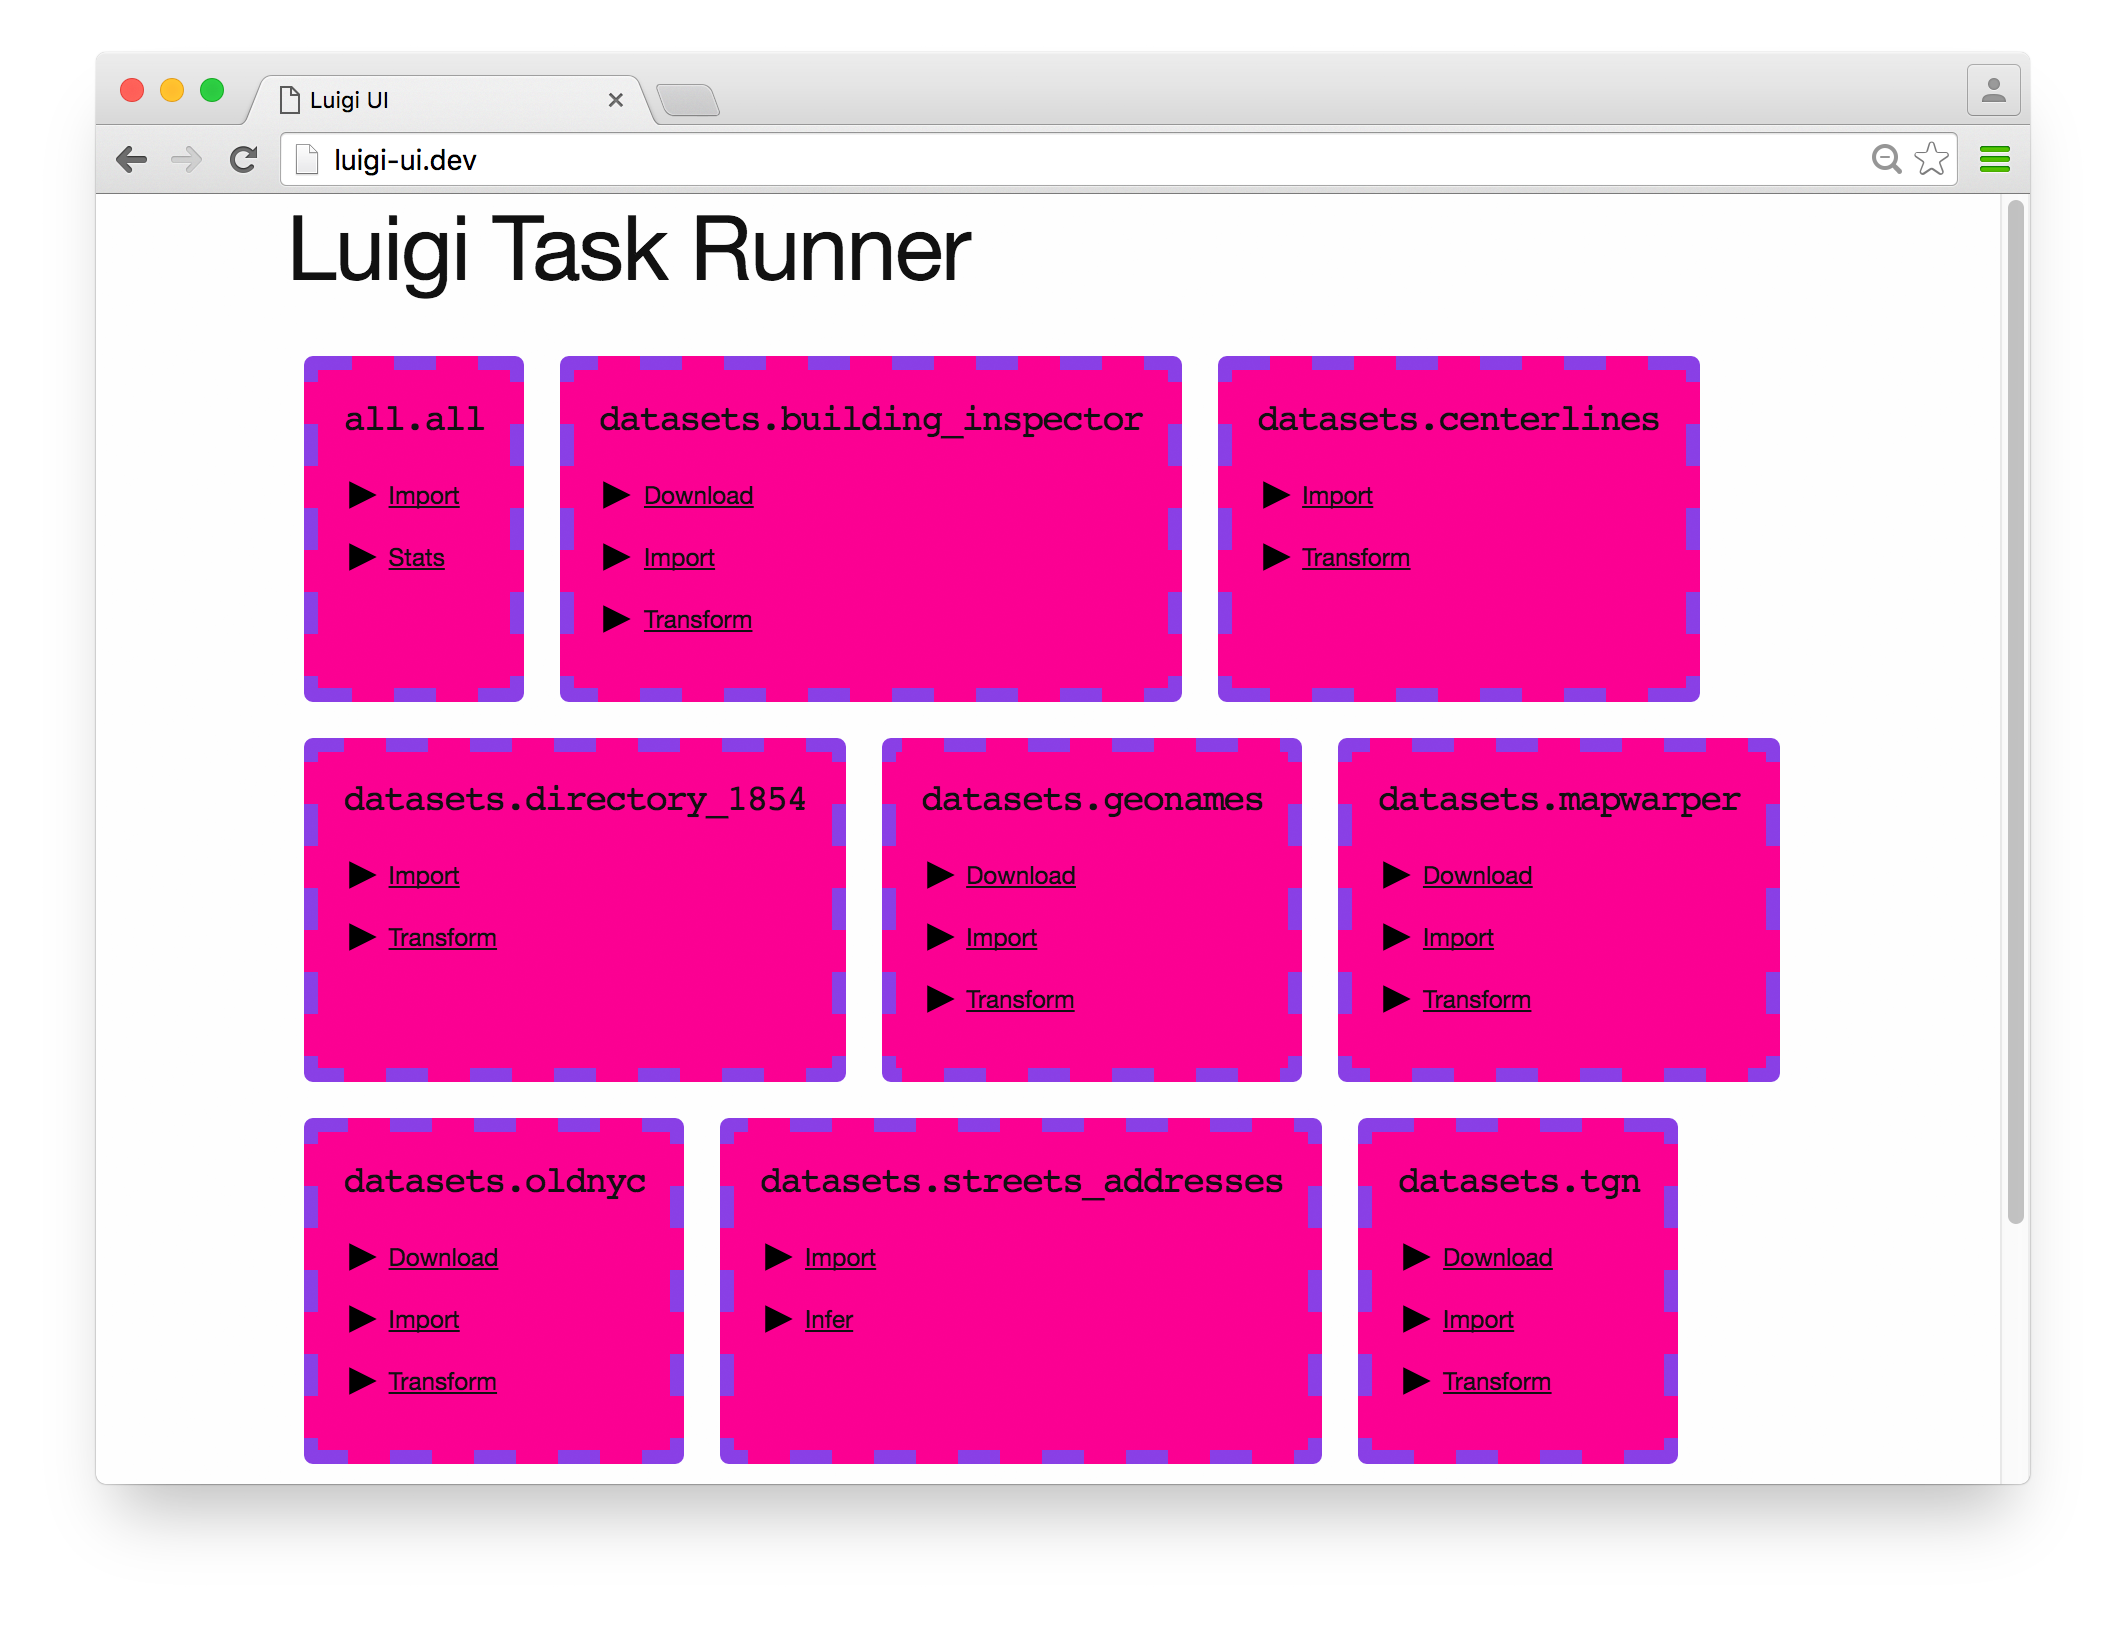 Luigi UI
luigi-ui.dev
Luigi Task Runner
all.all
Import
Stats
datasets.building_inspector
Download
Import
Transform
datasets.centerlines
Import
Transform
datasets.directory_1854
Import
Transform
datasets.geonames
Download
Import
Transform
datasets.mapwarper
Download
Import
Transform
datasets.oldnyc
Download
Import
Transform
datasets.streets_addresses
Import
Infer
datasets.tgn
Download
Import
Transform